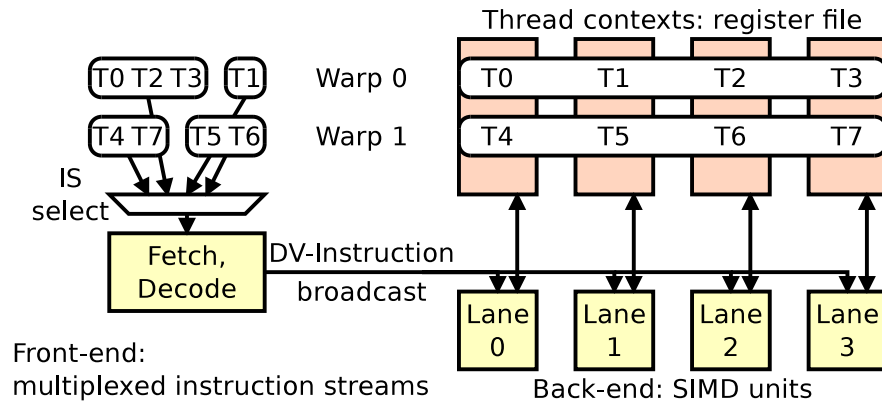 Thread contexts: register file
T0 T2 T3
T1
Warp 0
T0
T1
T2
T3
T4 T7
T5 T6
Warp 1
T4
T5
T6
T7
IS
select
Fetch,
Decode
DV-Instruction
broadcast
Lane
0
Lane
1
Lane
2
Lane
3
Front-end:
multiplexed instruction streams
Back-end: SIMD units